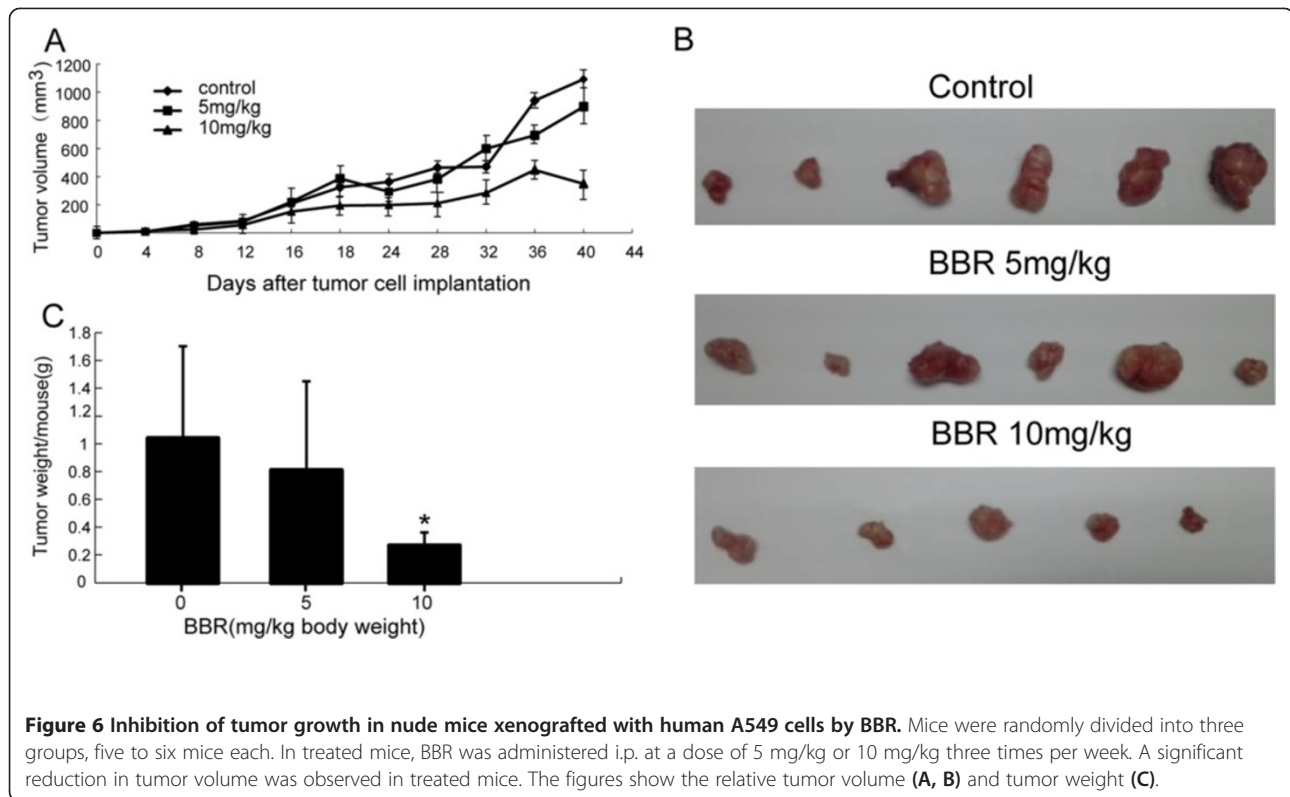 A
B
C
Tumor volume (mm3)
1200
1000
800
600
400
200
control
5mg/kg
10mg/kg
0 4 8 12 16 18 24 28 32 36 40 44
Days after tumor cell implantation
Tumor weight/mouse(g)
1.8
1.6
1.4
1.2
1
0.8
0.6
0.4
0.2
0
*
0 5 10
BBR(mg/kg body weight)
Control
BBR 5mg/kg
BBR 10mg/kg
Figure 6 Inhibition of tumor growth in nude mice xenografted with human A549 cells by BBR. Mice were randomly divided into three
groups, five to six mice each. In treated mice, BBR was administered i.p. at a dose of 5 mg/kg or 10 mg/kg three times per week. A significant
reduction in tumor volume was observed in treated mice. The figures show the relative tumor volume (A, B) and tumor weight (C).